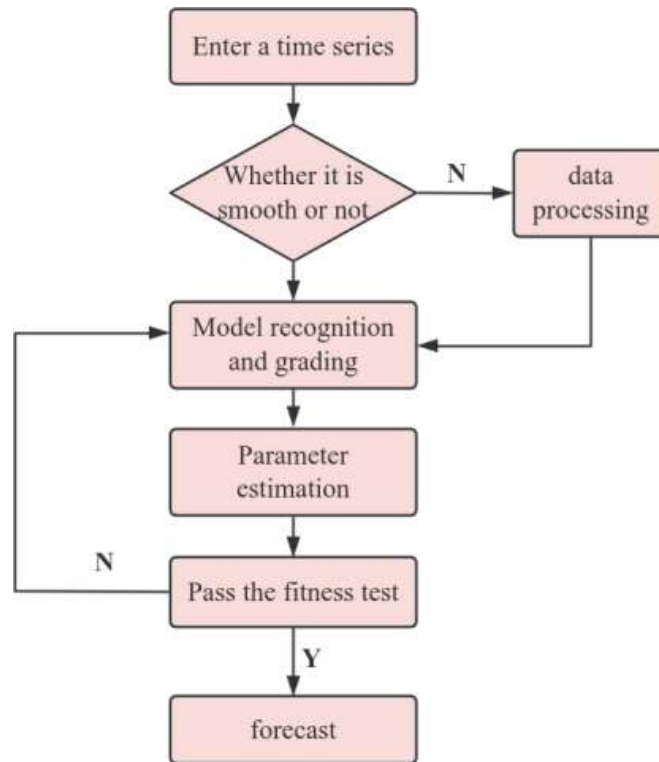 Enter a time series
Whether it is
smooth or not
N
data
processing
Model recognition
and grading
Parameter
estimation
N
Pass the fitness test
Y
forecast